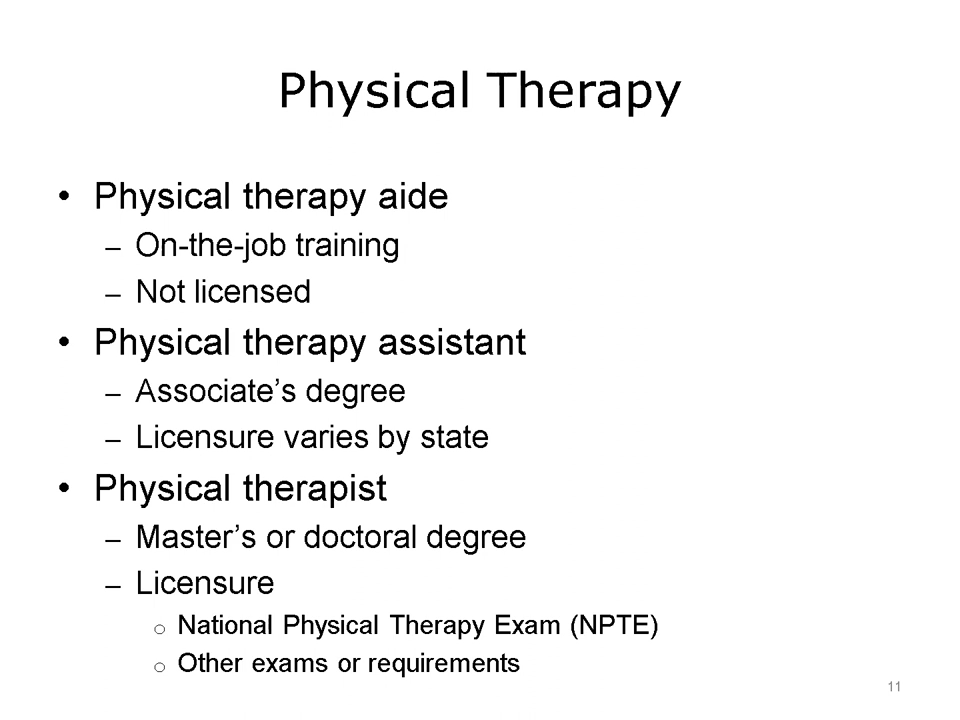 Physical Therapy
• Physical therapy aide
– On-the-job training
– Not licensed
• Physical therapy assistant
– Associate’s degree
– Licensure varies by state
• Physical therapist
– Master’s or doctoral degree
– Licensure
o National Physical Therapy Exam (NPTE)
o Other exams or requirements
11